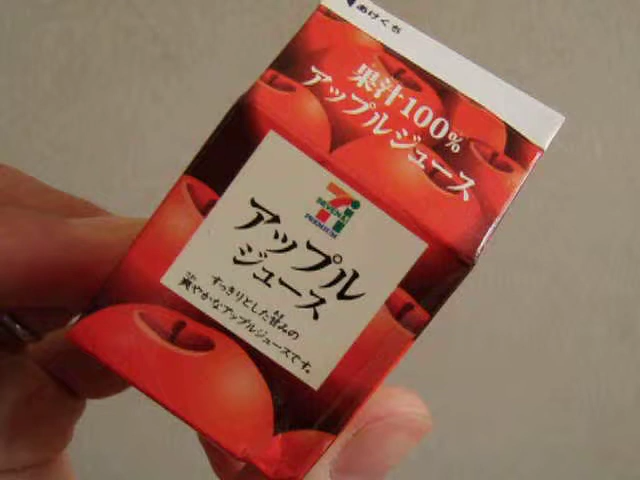 あけくち
果汁100%
アップルジュース
7
SEVEN&i
PREMIUM
アップル
ジュース
すっきりとした甘みの
爽やかなアップルジュースです。